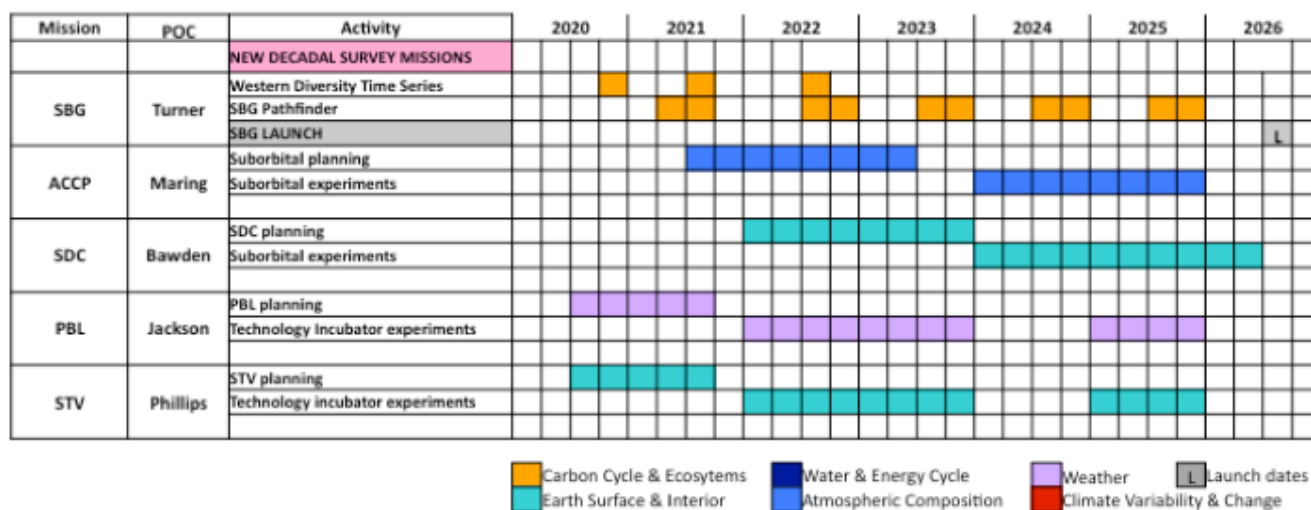 Mission POC Activity 2020 2021 2022 2023 2024 2025 2026
NEW DECADAL SURVEY MISSIONS
Western Diversity Time Series
SBG Turner SBG Pathfinder
SBG LAUNCH L
Suborbital planning
ACCP Maring Suborbital experiments
SDC planning
SDC Bawden Suborbital experiments
PBL planning
PBL Jackson Technology Incubator experiments
STV planning
STV Phillips Technology incubator experiments
Carbon Cycle & Ecosytems Water & Energy Cycle Weather L Launch dates
Earth Surface & Interior Atmospheric Composition Climate Variability & Change